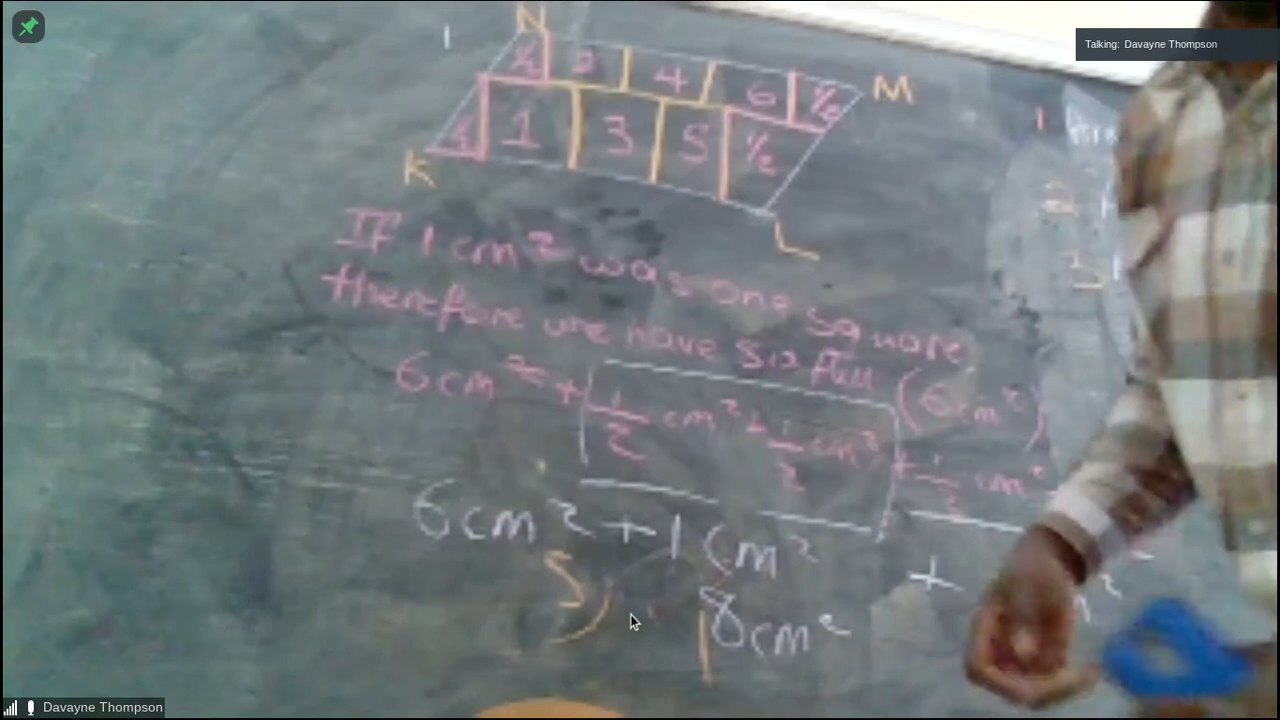 Talking: Davayne Thompson
N
½ 2 4 6 ½
M
½ 1 3 5 ½
K
L
If 1 cm² was one square
therefore we have six full (6cm²)
6cm² + 1/2 cm² + 1/2 cm² + 1/2 cm²
6cm² + 1cm² +
8cm²
Davayne Thompson